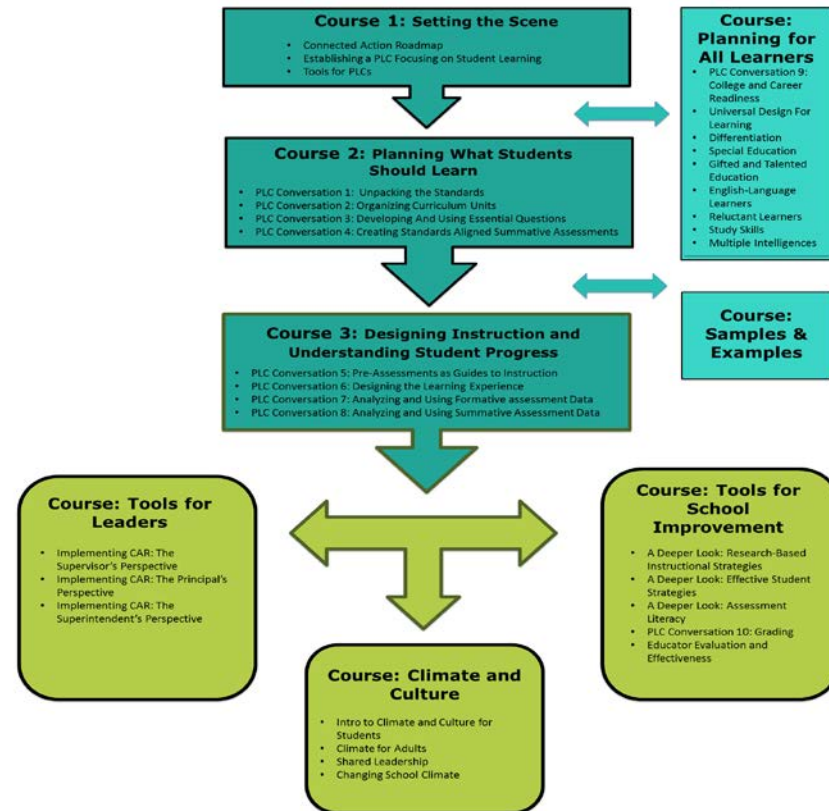 Course 1: Setting the Scene
• Connected Action Roadmap
• Establishing a PLC Focusing on Student Learning
• Tools for PLCs
Course:
Planning for
All Learners
• PLC Conversation 9:
College and Career
Readiness
• Universal Design For
Learning
• Differentiation
• Special Education
• Gifted and Talented
Education
• English-Language
Learners
• Reluctant Learners
• Study Skills
• Multiple Intelligences
Course 2: Planning What Students
Should Learn
• PLC Conversation 1: Unpacking the Standards
• PLC Conversation 2: Organizing Curriculum Units
• PLC Conversation 3: Developing And Using Essential Questions
• PLC Conversation 4: Creating Standards Aligned Summative Assessments
Course:
Samples &
Examples
Course 3: Designing Instruction and
Understanding Student Progress
• PLC Conversation 5: Pre-Assessments as Guides to Instruction
• PLC Conversation 6: Designing the Learning Experience
• PLC Conversation 7: Analyzing and Using Formative assessment Data
• PLC Conversation 8: Analyzing and Using Summative Assessment Data
Course: Tools for
Leaders
• Implementing CAR: The
Supervisor's Perspective
• Implementing CAR: The Principal's
Perspective
• Implementing CAR: The
Superintendent's Perspective
Course: Tools for
School
Improvement
• A Deeper Look: Research-Based
Instructional Strategies
• A Deeper Look: Effective Student
Strategies
• A Deeper Look: Assessment
Literacy
• PLC Conversation 10: Grading
• Educator Evaluation and
Effectiveness
Course: Climate and
Culture
• Intro to Climate and Culture for
Students
• Climate for Adults
• Shared Leadership
• Changing School Climate